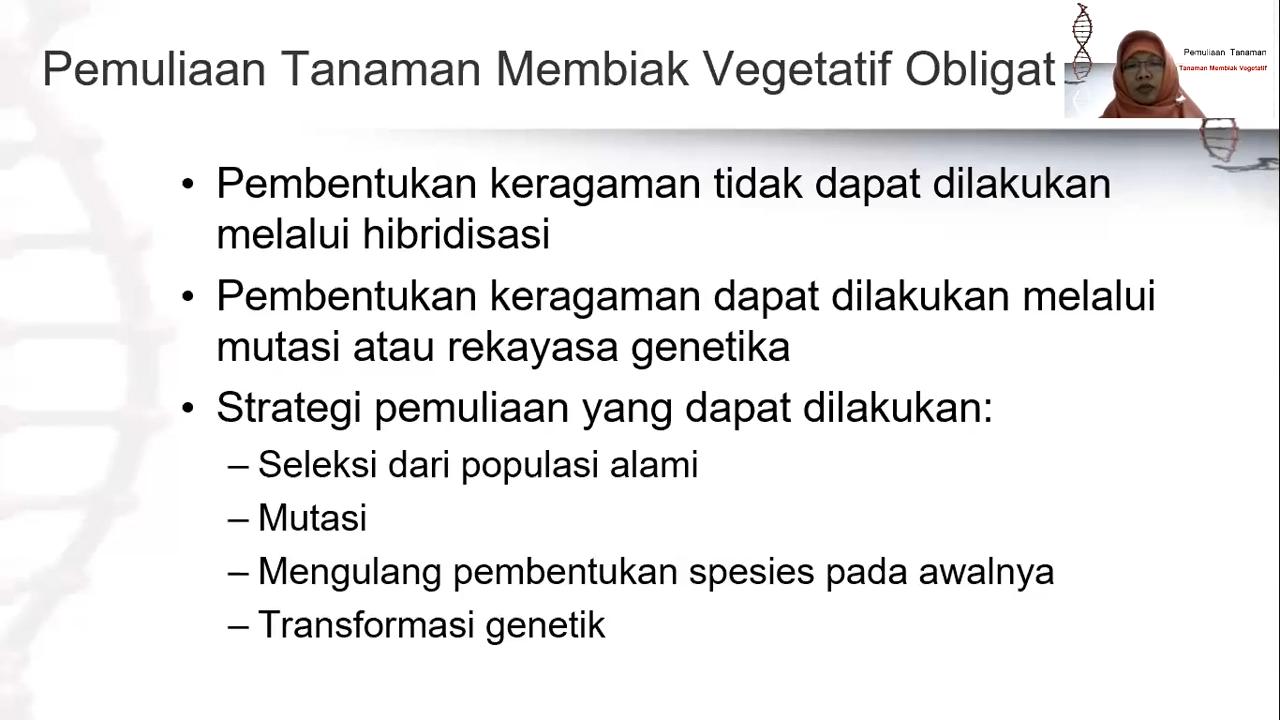 Pemuliaan Tanaman Membiak Vegetatif Obligat
Pemuliaan Tanaman
Tanaman Membiak Vegetatif
• Pembentukan keragaman tidak dapat dilakukan
melalui hibridisasi
• Pembentukan keragaman dapat dilakukan melalui
mutasi atau rekayasa genetika
• Strategi pemuliaan yang dapat dilakukan:
– Seleksi dari populasi alami
– Mutasi
– Mengulang pembentukan spesies pada awalnya
– Transformasi genetik